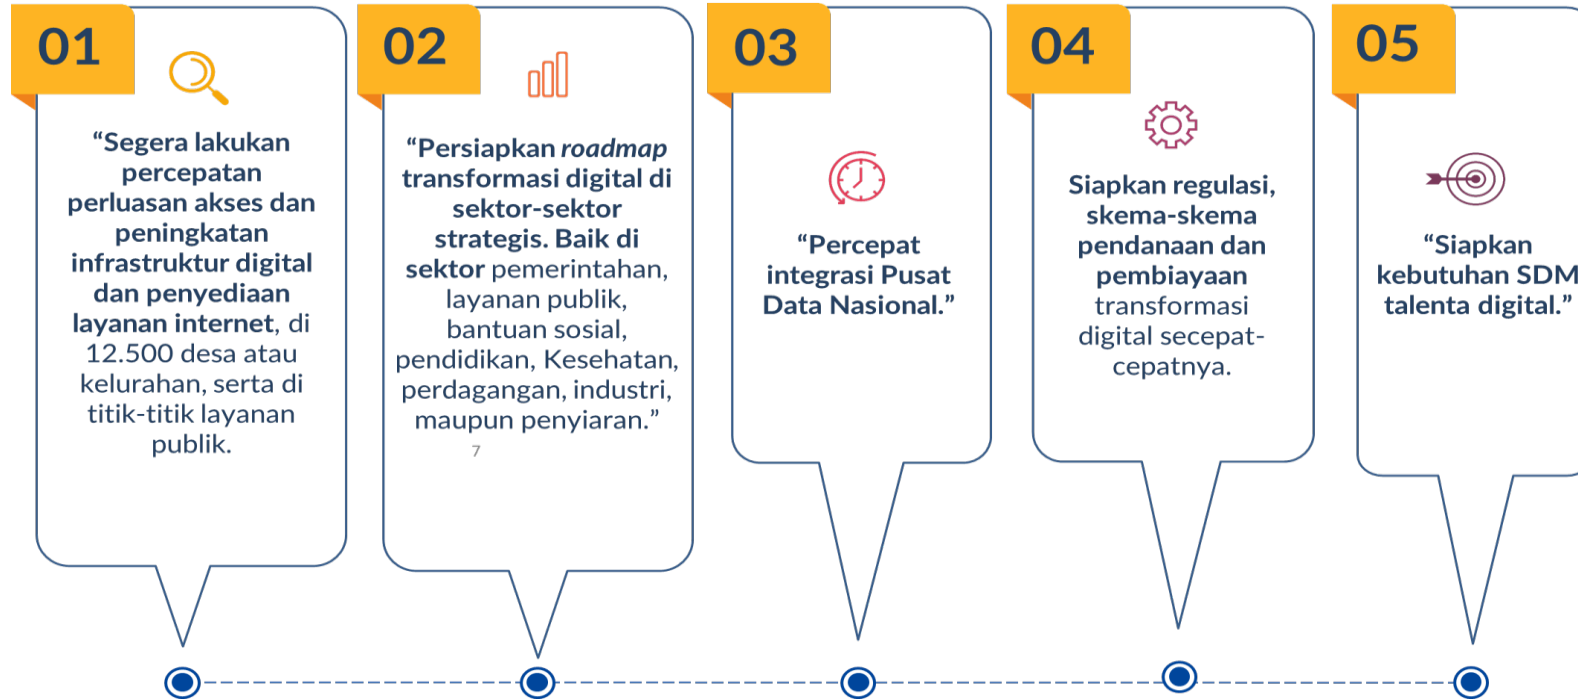 01
“Segera lakukan
percepatan
perluasan akses dan
peningkatan
infrastruktur digital
dan penyediaan
layanan internet, di
12.500 desa atau
kelurahan, serta di
titik-titik layanan
publik.
02
“Persiapkan roadmap
transformasi digital di
sektor-sektor
strategis. Baik di
sektor pemerintahan,
layanan publik,
bantuan sosial,
pendidikan, Kesehatan,
perdagangan, industri,
maupun penyiaran.”
7
03
“Percepat
integrasi Pusat
Data Nasional.”
04
Siapkan regulasi,
skema-skema
pendanaan dan
pembiayaan
transformasi
digital secepat-
cepatnya.
05
“Siapkan
kebutuhan SDM
talenta digital.”